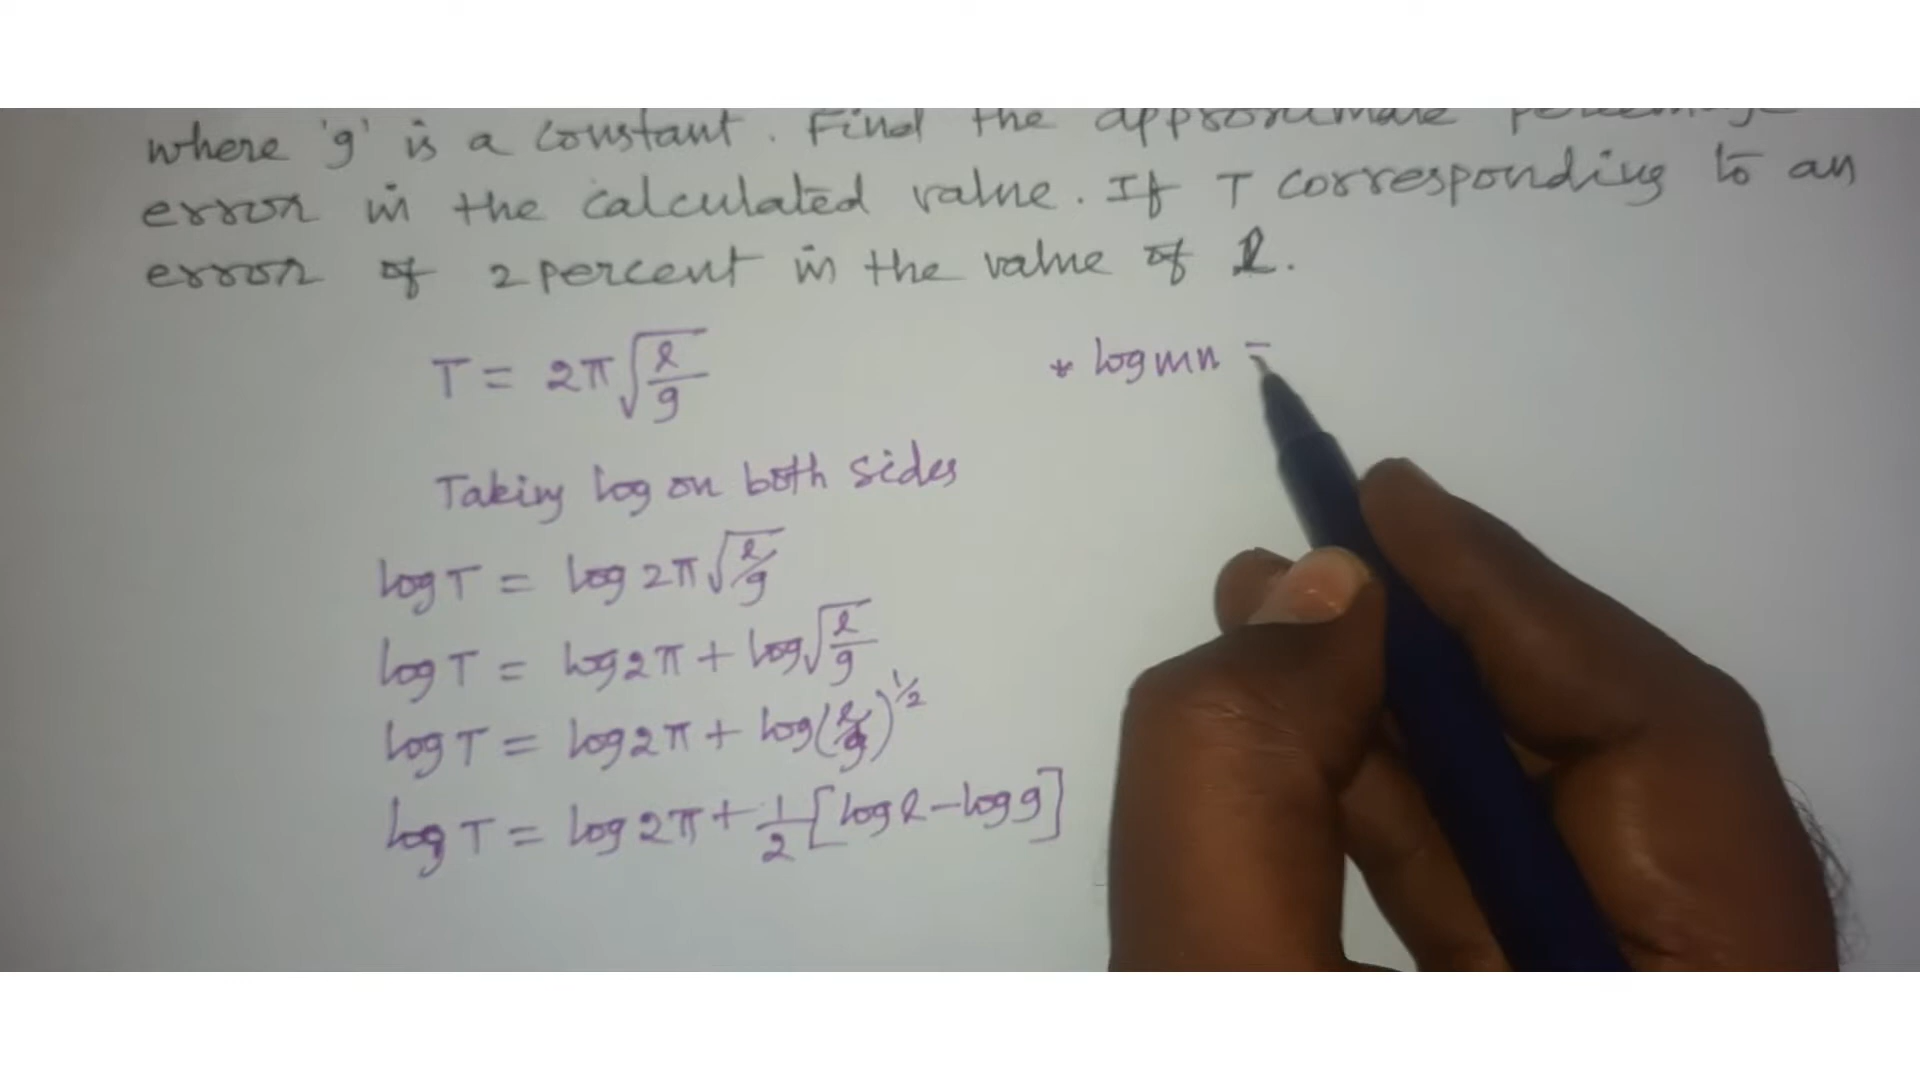 where 'g' is a constant. Find the approximate percentage
error in the calculated value. If T corresponding to an
error of 2 percent in the value of l.
T = 2π√(l/g)
* log mn =
Taking log on both sides
log T = log 2π√(l/g)
log T = log 2π + log√(l/g)
log T = log 2π + log(l/g)^1/2
log T = log 2π + 1/2 [log l - log g]